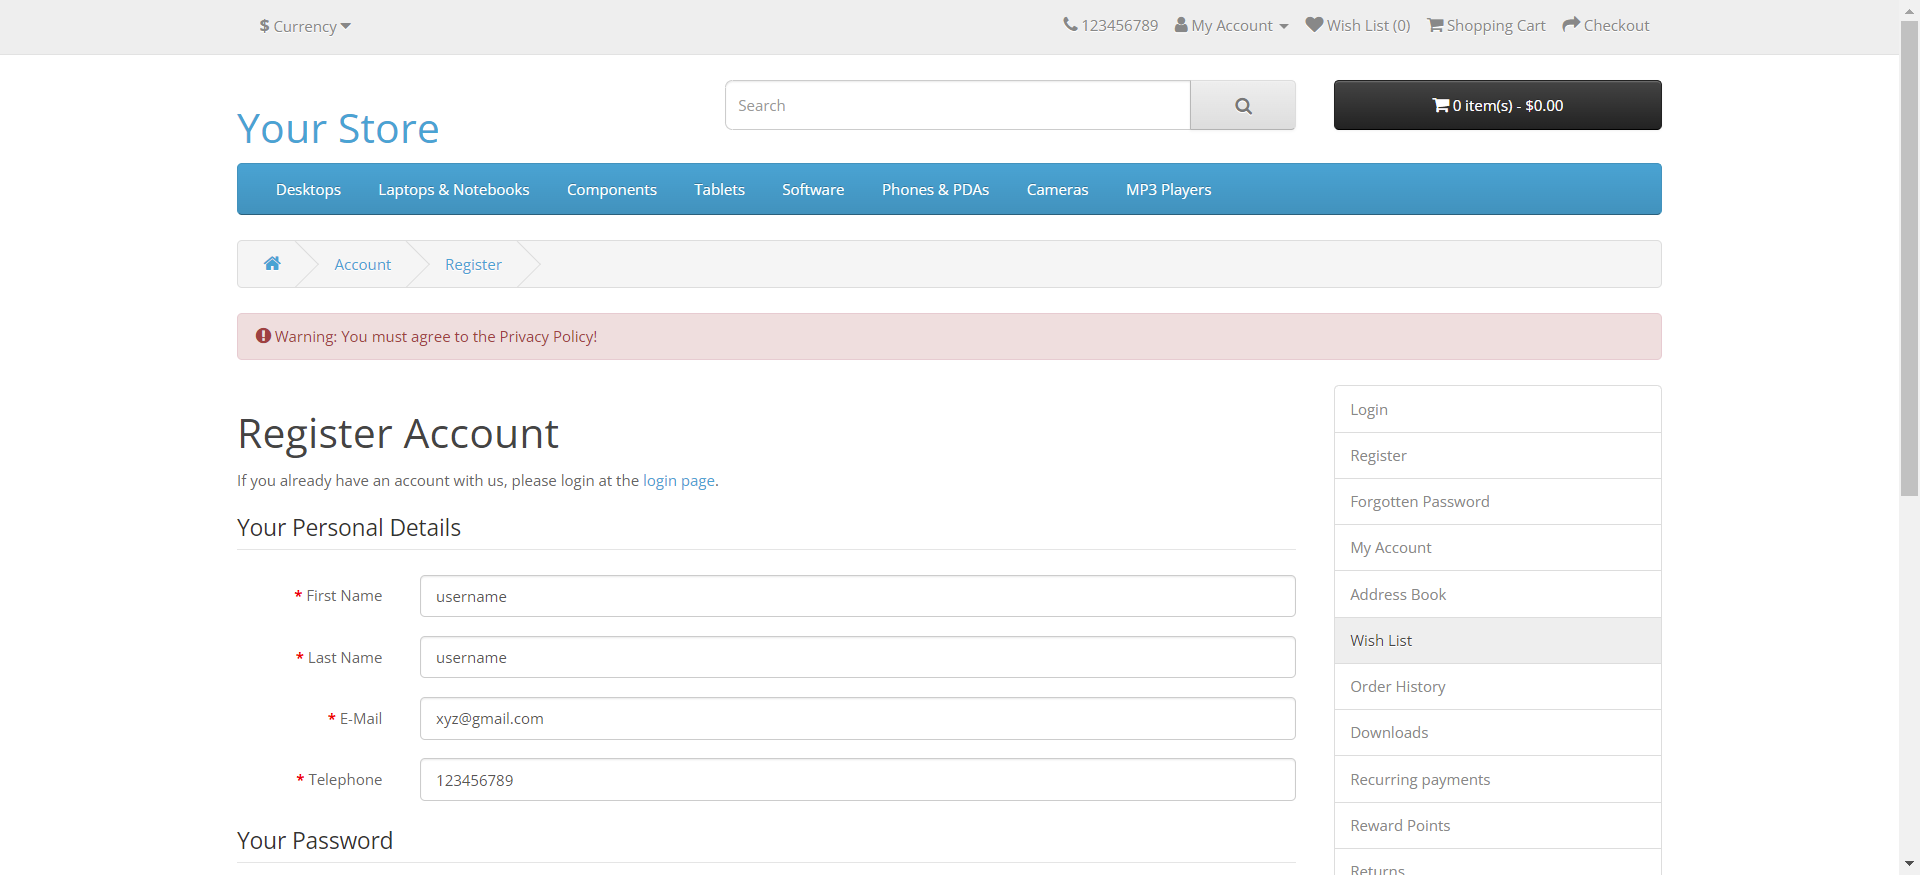 $ Currency
123456789 My Account Wish List (0) Shopping Cart Checkout
Your Store
Search
0 item(s) - $0.00
Desktops Laptops & Notebooks Components Tablets Software Phones & PDAs Cameras MP3 Players
Account Register
Warning: You must agree to the Privacy Policy!
Register Account
If you already have an account with us, please login at the login page.
Your Personal Details
* First Name username
* Last Name username
* E-Mail xyz@gmail.com
* Telephone 123456789
Your Password
Login
Register
Forgotten Password
My Account
Address Book
Wish List
Order History
Downloads
Recurring payments
Reward Points
Returns